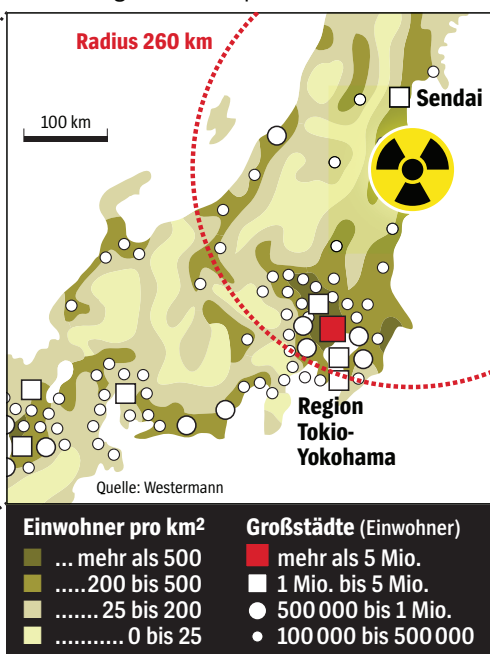 Radius 260 km
Sendai
100 km
Region
Tokio-
Yokohama
Quelle: Westermann
Einwohner pro km²
... mehr als 500
.....200 bis 500
....... 25 bis 200
........... 0 bis 25
Großstädte (Einwohner)
mehr als 5 Mio.
1 Mio. bis 5 Mio.
500 000 bis 1 Mio.
100 000 bis 500 000